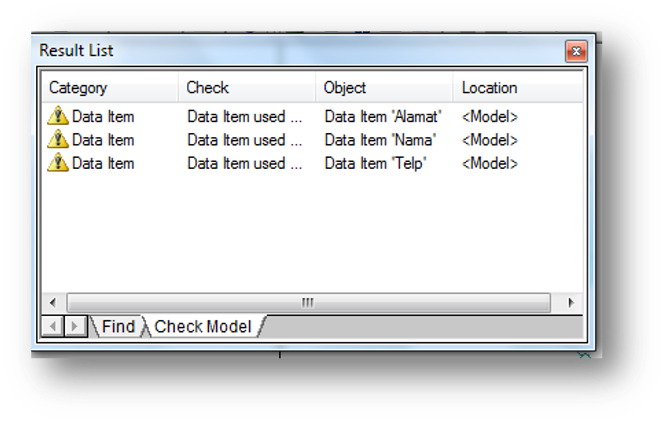 Result List
Category Check Object Location
Data Item Data Item used ... Data Item 'Alamat' <Model>
Data Item Data Item used ... Data Item 'Nama' <Model>
Data Item Data Item used ... Data Item 'Telp' <Model>
Find Check Model